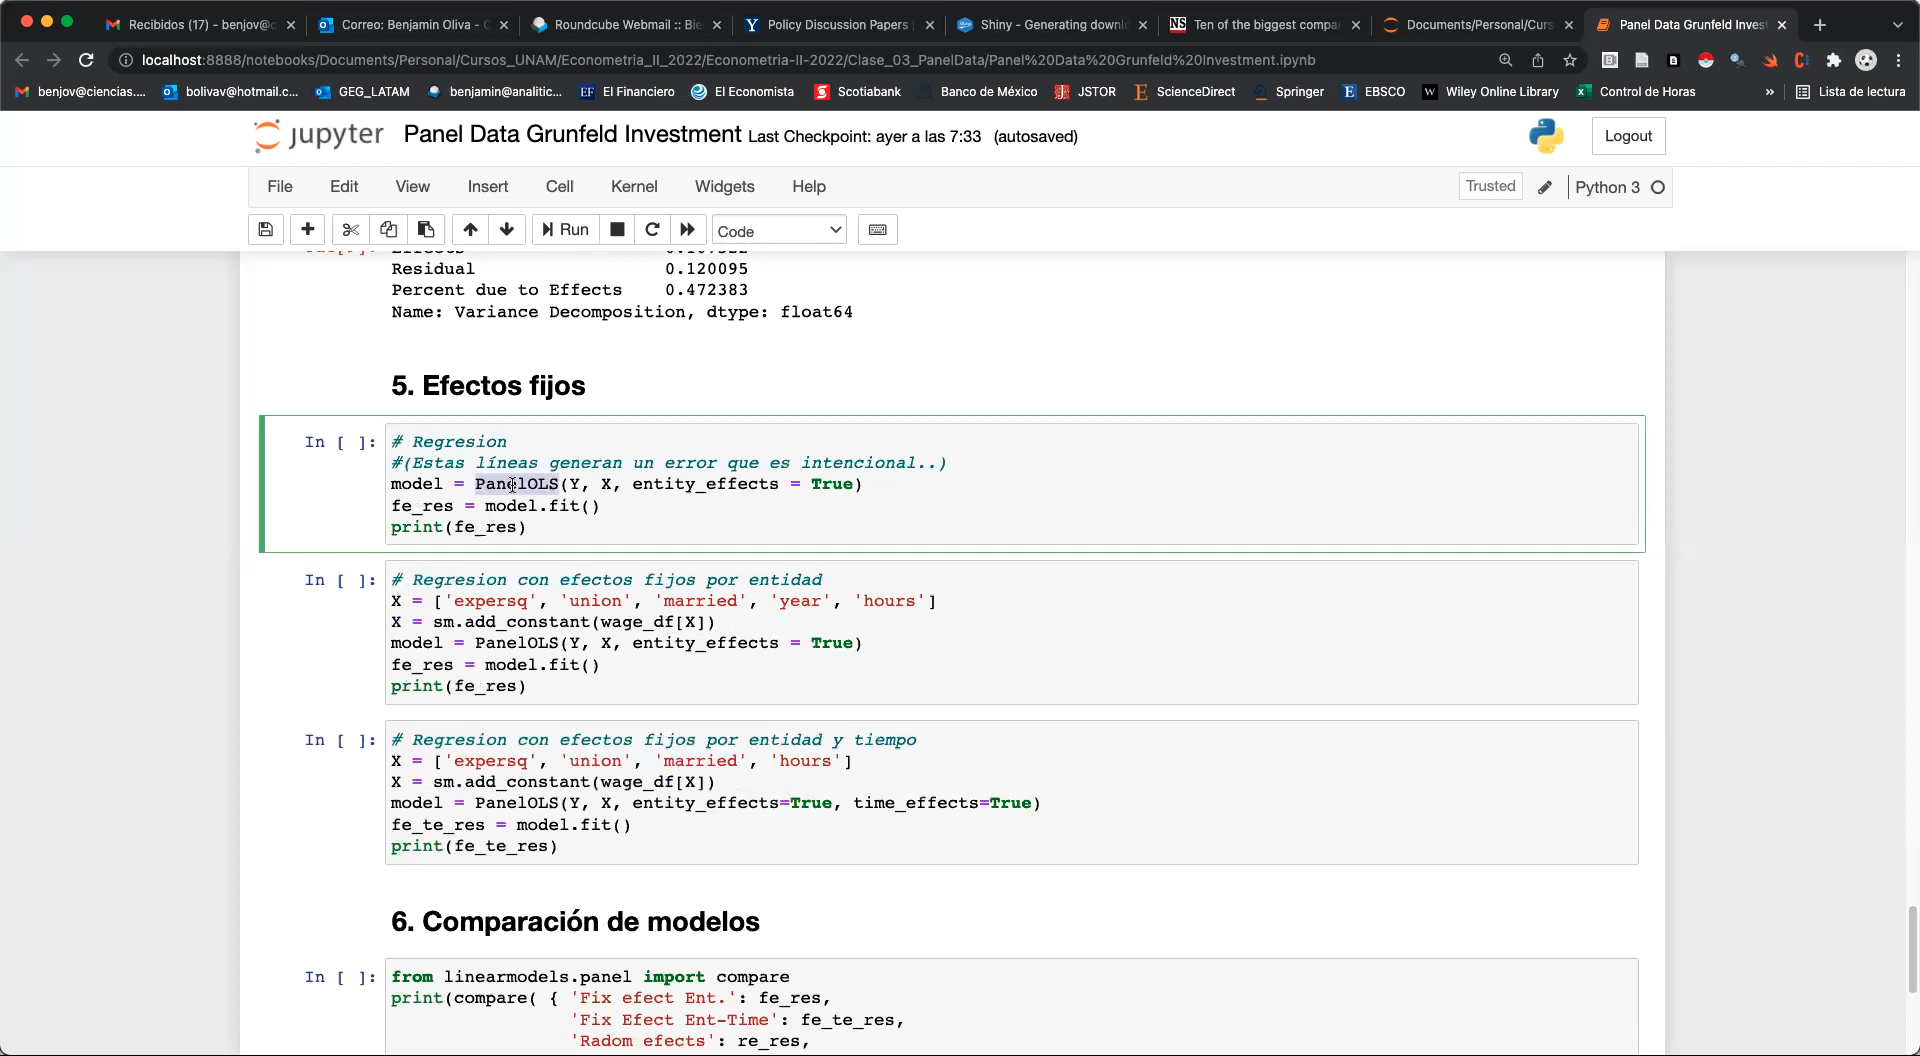 Recibidos (17) - benjov@c
Correo: Benjamin Oliva - C
Roundcube Webmail :: Bie
Policy Discussion Papers
Shiny - Generating downl
Ten of the biggest compa
Documents/Personal/Curs
Panel Data Grunfeld Invest
localhost:8888/notebooks/Documents/Personal/Cursos_UNAM/Econometria_II_2022/Econometria-II-2022/Clase_03_PanelData/Panel%20Data%20Grunfeld%20Investment.ipynb
benjov@ciencias....
bolivav@hotmail.c...
GEG_LATAM
benjamin@analitic...
El Financiero
El Economista
Scotiabank
Banco de México
JSTOR
ScienceDirect
Springer
EBSCO
Wiley Online Library
Control de Horas
»
Lista de lectura
jupyter Panel Data Grunfeld Investment Last Checkpoint: ayer a las 7:33 (autosaved)
Logout
File Edit View Insert Cell Kernel Widgets Help
Trusted
Python 3
Run
Code
Residual 0.120095
Percent due to Effects 0.472383
Name: Variance Decomposition, dtype: float64
5. Efectos fijos
In [ ]: # Regresion
#(Estas líneas generan un error que es intencional..)
model = PanelOLS(Y, X, entity_effects = True)
fe_res = model.fit()
print(fe_res)
In [ ]: # Regresion con efectos fijos por entidad
X = ['expersq', 'union', 'married', 'year', 'hours']
X = sm.add_constant(wage_df[X])
model = PanelOLS(Y, X, entity_effects = True)
fe_res = model.fit()
print(fe_res)
In [ ]: # Regresion con efectos fijos por entidad y tiempo
X = ['expersq', 'union', 'married', 'hours']
X = sm.add_constant(wage_df[X])
model = PanelOLS(Y, X, entity_effects=True, time_effects=True)
fe_te_res = model.fit()
print(fe_te_res)
6. Comparación de modelos
In [ ]: from linearmodels.panel import compare
print(compare( { 'Fix efect Ent.': fe_res,
'Fix Efect Ent-Time': fe_te_res,
'Radom efects': re_res,